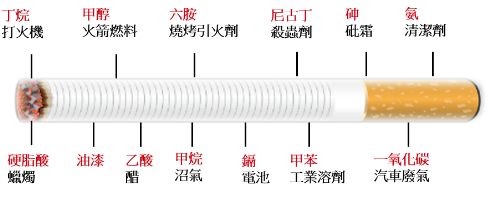 丁烷 甲醇 六胺 尼古丁 砷 氨
打火機 火箭燃料 燒烤引火劑 殺蟲劑 砒霜 清潔劑
硬脂酸 油漆 乙酸 甲烷 鎘 甲苯 一氧化碳
蠟燭 醋 沼氣 電池 工業溶劑 汽車廢氣